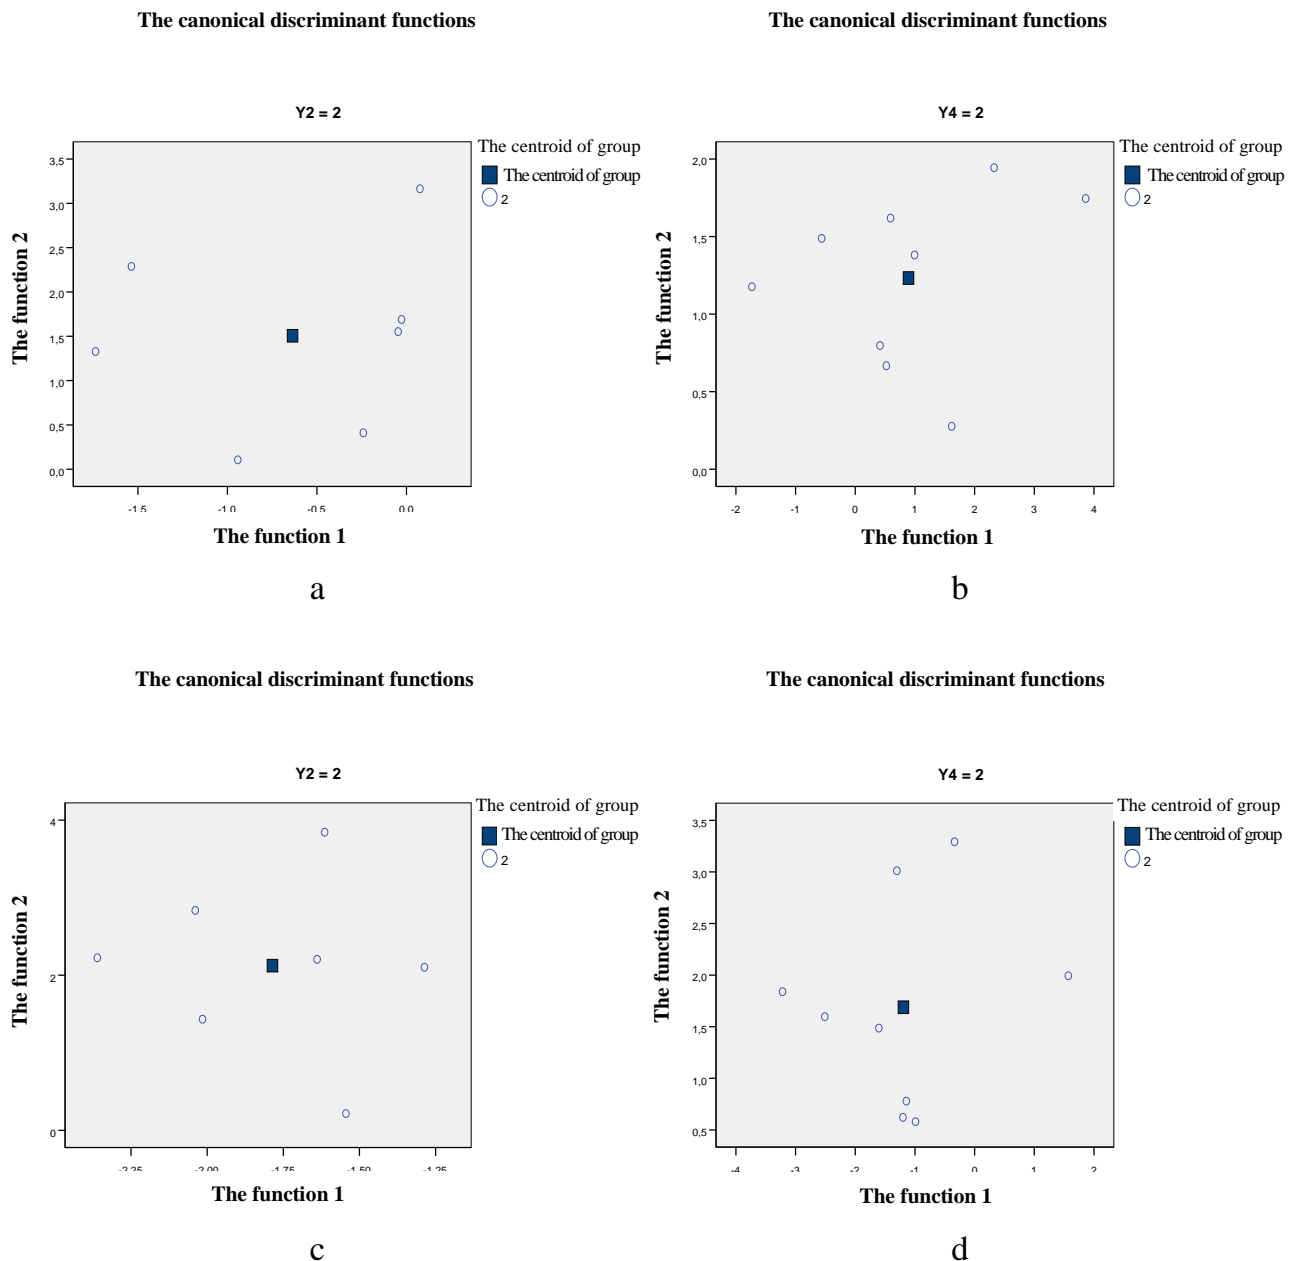 The canonical discriminant functions
Y2 = 2
The centroid of group
The centroid of group
2
The function 2
3,5
3,0
2,5
2,0
1,5
1,0
0,5
0,0
-1.5
-1.0
-0.5
0.0
The function 1
a
The canonical discriminant functions
Y4 = 2
The centroid of group
The centroid of group
2
The function 2
2,0
1,5
1,0
0,5
0,0
-2
-1
0
1
2
3
4
The function 1
b
The canonical discriminant functions
Y2 = 2
The centroid of group
The centroid of group
2
The function 2
4
2
0
-2.25
-2.00
-1.75
-1.50
-1.25
The function 1
c
The canonical discriminant functions
Y4 = 2
The centroid of group
The centroid of group
2
The function 2
3,5
3,0
2,5
2,0
1,5
1,0
0,5
-4
-3
-2
-1
0
1
2
The function 1
d